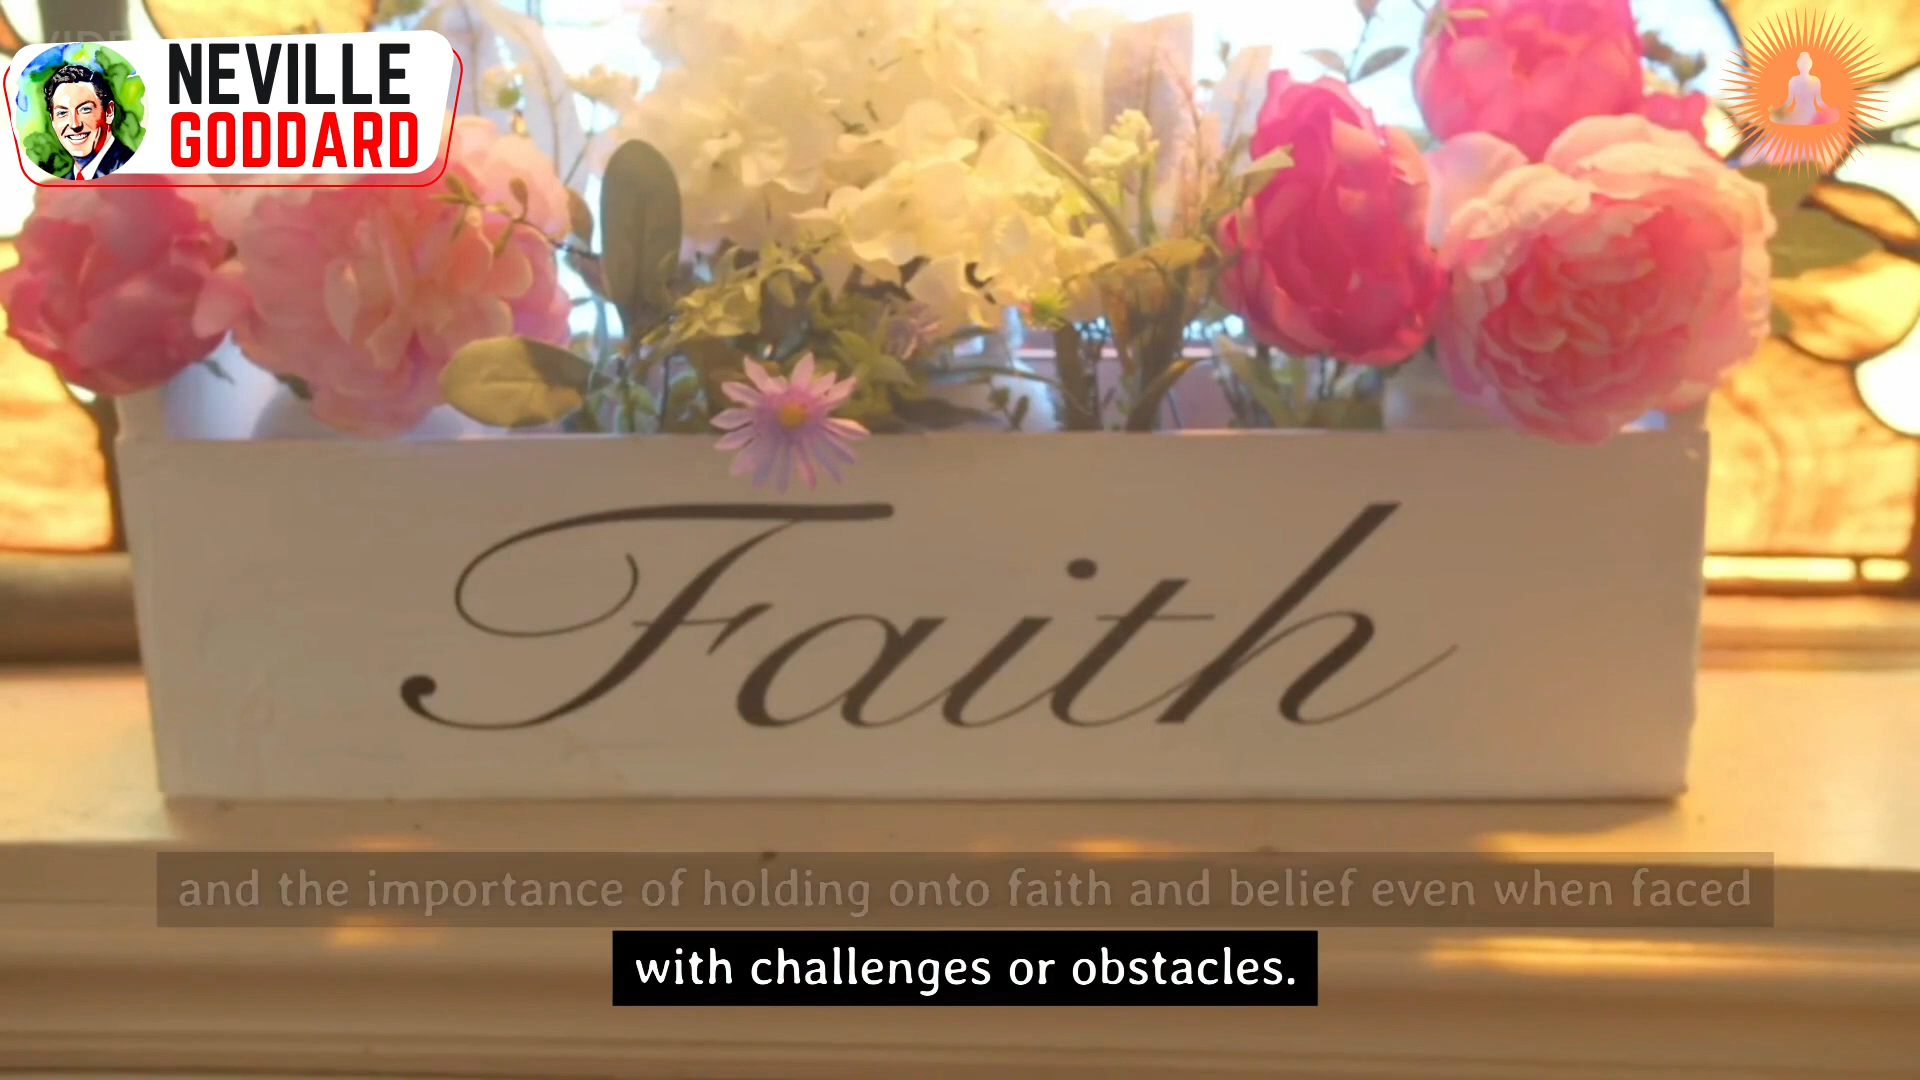 NEVILLE
GODDARD
Faith
and the importance of holding onto faith and belief even when faced
with challenges or obstacles.